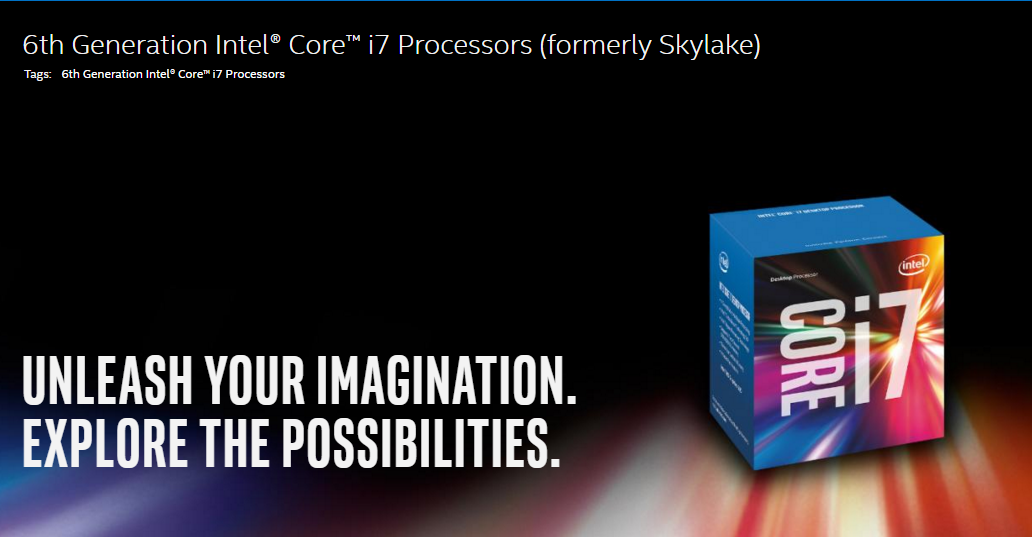 6th Generation Intel® Core™ i7 Processors (formerly Skylake)
Tags: 6th Generation Intel® Core™ i7 Processors
UNLEASH YOUR IMAGINATION.
EXPLORE THE POSSIBILITIES.
INTEL® CORE™ i7 DESKTOP PROCESSOR
intel
Desktop Processor
intel
CORE i7